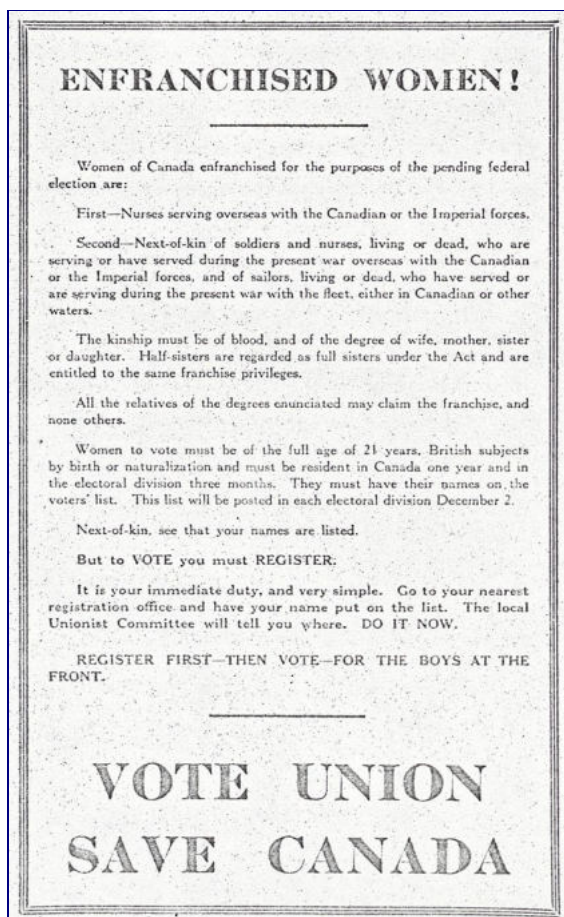 ENFRANCHISED WOMEN!
Women of Canada enfranchised for the purposes of the pending federal
election are:
First—Nurses serving overseas with the Canadian or the Imperial forces.
Second—Next-of-kin of soldiers and nurses, living or dead, who are
serving or have served during the present war overseas with the Canadian
or the Imperial forces, and of sailors, living or dead, who have served or
are serving during the present war with the fleet, either in Canadian or other
waters.
The kinship must be of blood, and of the degree of wife, mother, sister
or daughter. Half-sisters are regarded as full sisters under the Act and are
entitled to the same franchise privileges.
All the relatives of the degrees enunciated may claim the franchise, and
none others.
Women to vote must be of the full age of 21 years, British subjects
by birth or naturalization and must be resident in Canada one year and in
the electoral division three months. They must have their names on the
voters' list. This list will be posted in each electoral division December 2.
Next-of-kin, see that your names are listed.
But to VOTE you must REGISTER.
It is your immediate duty, and very simple. Go to your nearest
registration office and have your name put on the list. The local
Unionist Committee will tell you where. DO IT NOW.
REGISTER FIRST—THEN VOTE—FOR THE BOYS AT THE
FRONT.
VOTE UNION
SAVE CANADA